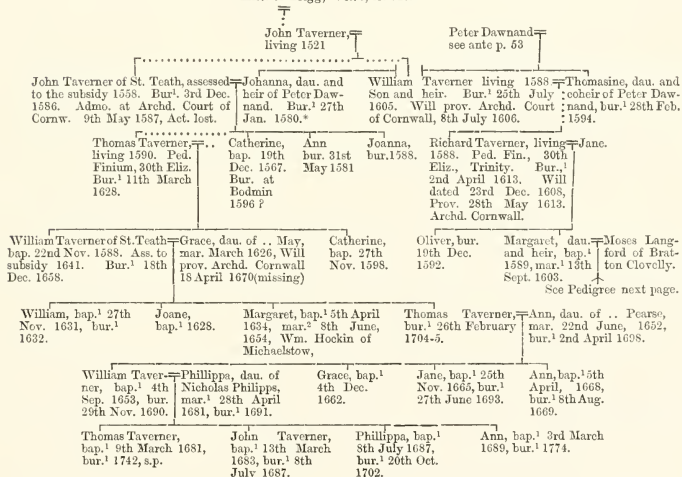 John Taverner,
living 1521
Peter Dawnand
see ante p. 53
John Taverner of St. Teath, assessed
to the subsidy 1558. Bur¹. 3rd Dec.
1586. Admo. at Archd. Court of
Cornw. 9th May 1587, Act. lost.
Johanna, dau. and
heir of Peter Daw-
nand. Bur.¹ 27th
Jan. 1580.*
William Taverner living 1588
Son and heir. Bur.¹ 25th July
1605. Will prov. Archd. Court
of Cornwall, 8th July 1606.
Thomasine, dau. and
coheir of Peter Daw-
nand, bur.¹ 28th Feb.
1594.
Thomas Taverner, ..
living 1590. Ped.
Finium, 30th Eliz.
Bur.¹ 11th March
1628.
Catherine,
bap. 19th
Dec. 1567.
Bur. at
Bodmin
1596 ?
Ann
bur. 31st
May 1581
Joanna,
bur.¹ 1588.
Richard Taverner, living
1588. Ped. Fin., 30th
Eliz., Trinity. Bur.,¹
2nd April 1613. Will
dated 23rd Dec. 1608,
Prov. 28th May 1613.
Archd. Cornwall.
Jane.
William Taverner of St. Teath
bap. 22nd Nov. 1588. Ass. to
subsidy 1641. Bur.¹ 18th
Dec. 1658.
Grace, dau. of .. May,
mar. March 1626, Will
prov. Archd. Cornwall
18 April 1670(missing)
Catherine,
bap. 27th
Nov. 1598.
Oliver, bur.
19th Dec.
1592.
Margaret, dau.
and heir, bap.¹
1589, mar.¹ 13th
Sept. 1603.
Moses Lang-
ford of Brat-
ton Clovelly.
See Pedigree next page.
William, bap.¹ 27th
Nov. 1631, bur.¹
1632.
Joane,
bap.¹ 1628.
Margaret, bap.¹ 5th April
1634, mar.² 8th June,
1654, Wm. Hockin of
Michaelstow,
Thomas Taverner,
bur.¹ 26th February
1704-5.
Ann, dau. of .. Pearse,
mar. 22nd June, 1652,
bur.¹ 2nd April 1698.
William Taver-
ner, bap.¹ 4th
Sep. 1653, bur.
29th Nov. 1690.
Phillippa, dau. of
Nicholas Philipps,
mar.¹ 28th April
1681, bur.¹ 1691.
Grace, bap.¹
4th Dec.
1662.
Jane, bap.¹ 25th
Nov. 1665, bur.¹
27th June 1693.
Ann, bap.¹ 5th
April, 1668,
bur.¹ 8th Aug.
1669.
Thomas Taverner,
bap.¹ 9th March 1681,
bur.¹ 1742, s.p.
John Taverner,
bap.¹ 13th March
1683, bur.¹ 8th
July 1687.
Phillippa, bap.¹
8th July 1687,
bur.¹ 20th Oct.
1702.
Ann, bap.¹ 3rd March
1689, bur.¹ 1774.